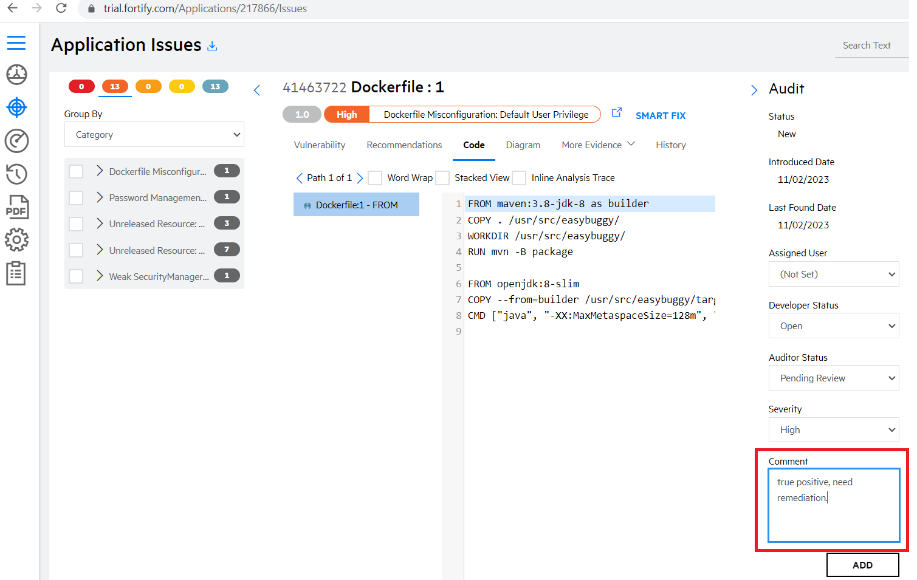 trial.fortify.com/Applications/217866/Issues
Application Issues
Search Text
0 13 0 0 13
Group By
Category
Dockerfile Misconfigur... 1
Password Managemen... 1
Unreleased Resource: ... 3
Unreleased Resource: ... 7
Weak SecurityManager... 1
41463722 Dockerfile : 1
1.0 High Dockerfile Misconfiguration: Default User Privilege SMART FIX
Vulnerability Recommendations Code Diagram More Evidence History
Path 1 of 1 Word Wrap Stacked View Inline Analysis Trace
Dockerfile:1 - FROM
1 FROM maven:3.8-jdk-8 as builder
2 COPY . /usr/src/easybuggy/
3 WORKDIR /usr/src/easybuggy/
4 RUN mvn -B package
5
6 FROM openjdk:8-slim
7 COPY --from=builder /usr/src/easybuggy/targ
8 CMD ["java", "-XX:MaxMetaspaceSize=128m", "
9
Audit
Status
New
Introduced Date
11/02/2023
Last Found Date
11/02/2023
Assigned User
(Not Set)
Developer Status
Open
Auditor Status
Pending Review
Severity
High
Comment
true positive, need
remediation.
ADD
PDF